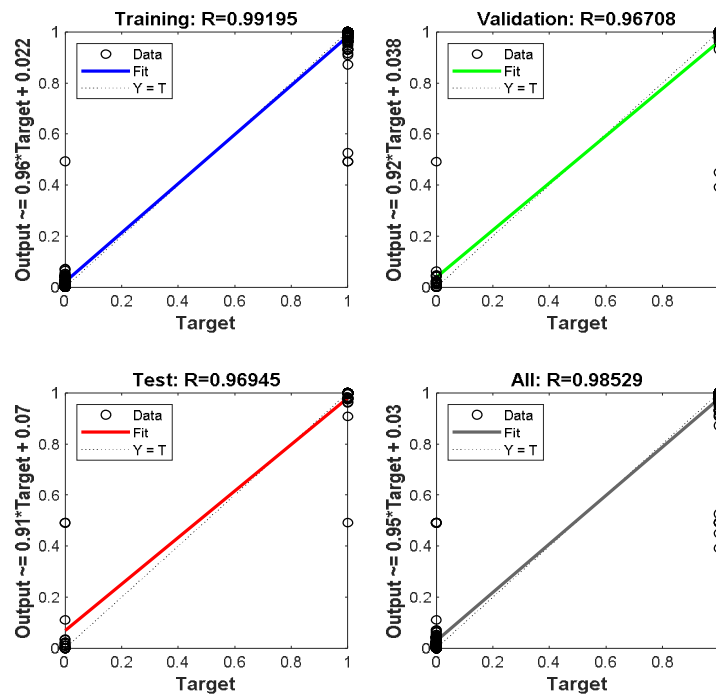 Training: R=0.99195
Output ~= 0.96*Target + 0.022
1
0.8
0.6
0.4
0.2
0
Data
Fit
Y = T
0 0.2 0.4 0.6 0.8 1
Target
Validation: R=0.96708
Output ~= 0.92*Target + 0.038
1
0.8
0.6
0.4
0.2
0
Data
Fit
Y = T
0 0.2 0.4 0.6 0.8
Target
Test: R=0.96945
Output ~= 0.91*Target + 0.07
1
0.8
0.6
0.4
0.2
0
Data
Fit
Y = T
0 0.2 0.4 0.6 0.8 1
Target
All: R=0.98529
Output ~= 0.95*Target + 0.03
1
0.8
0.6
0.4
0.2
0
Data
Fit
Y = T
0 0.2 0.4 0.6 0.8
Target